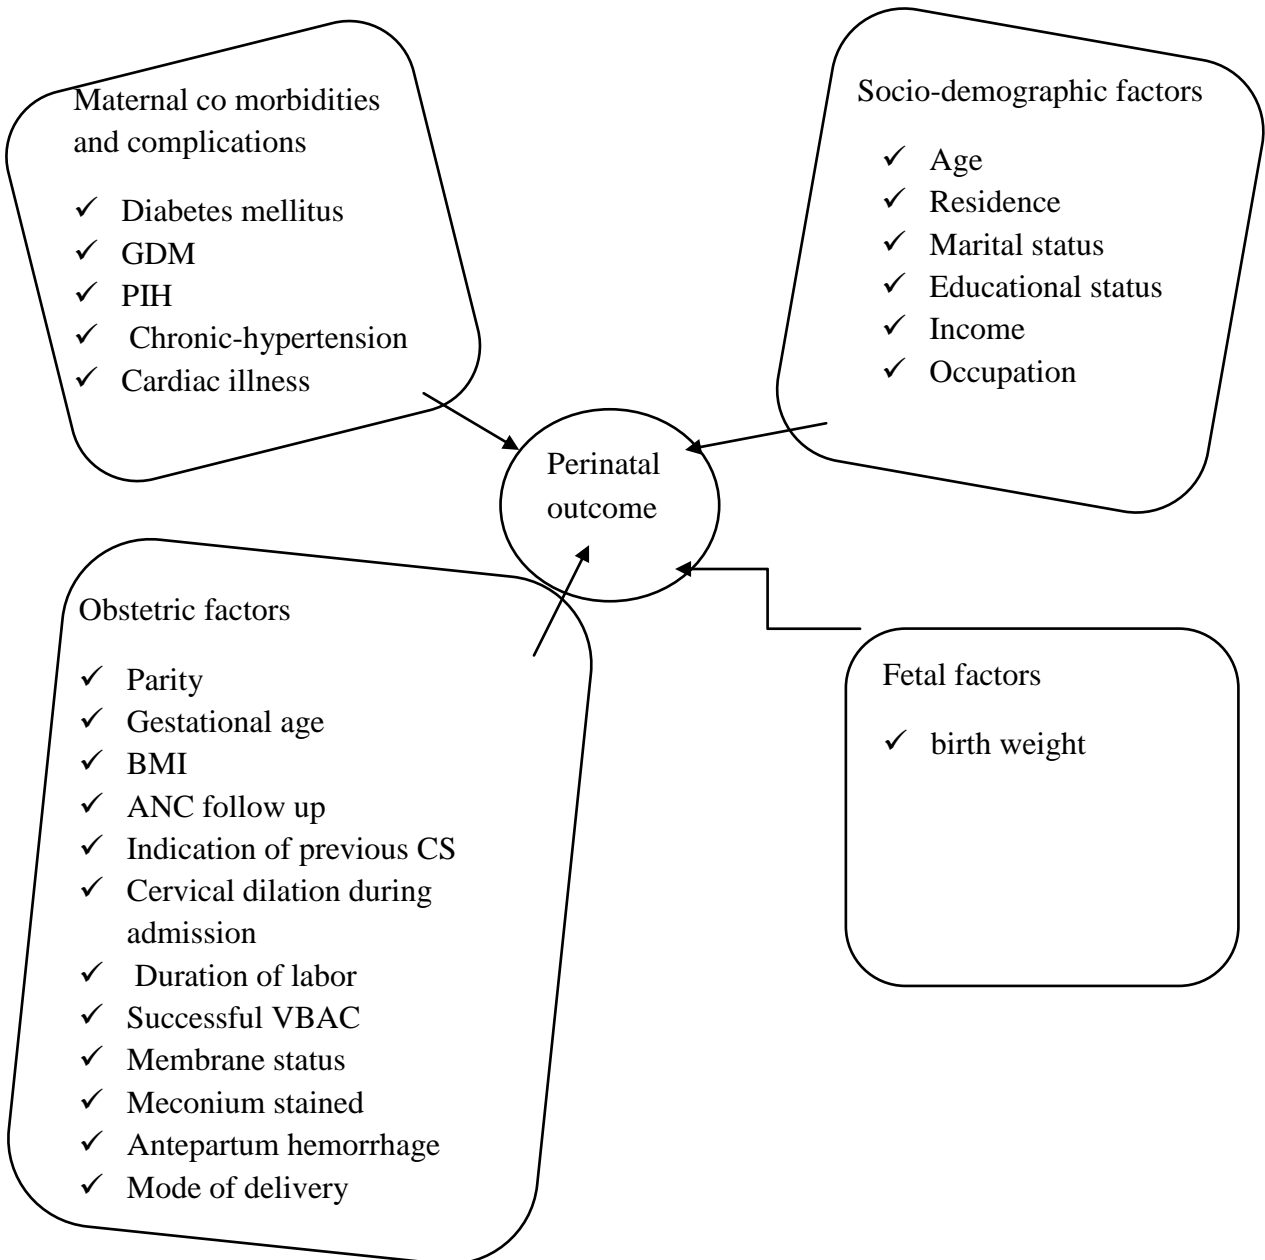 Maternal co morbidities
and complications
✓ Diabetes mellitus
✓ GDM
✓ PIH
✓ Chronic-hypertension
✓ Cardiac illness
Socio-demographic factors
✓ Age
✓ Residence
✓ Marital status
✓ Educational status
✓ Income
✓ Occupation
Perinatal
outcome
Obstetric factors
✓ Parity
✓ Gestational age
✓ BMI
✓ ANC follow up
✓ Indication of previous CS
✓ Cervical dilation during
admission
✓ Duration of labor
✓ Successful VBAC
✓ Membrane status
✓ Meconium stained
✓ Antepartum hemorrhage
✓ Mode of delivery
Fetal factors
✓ birth weight